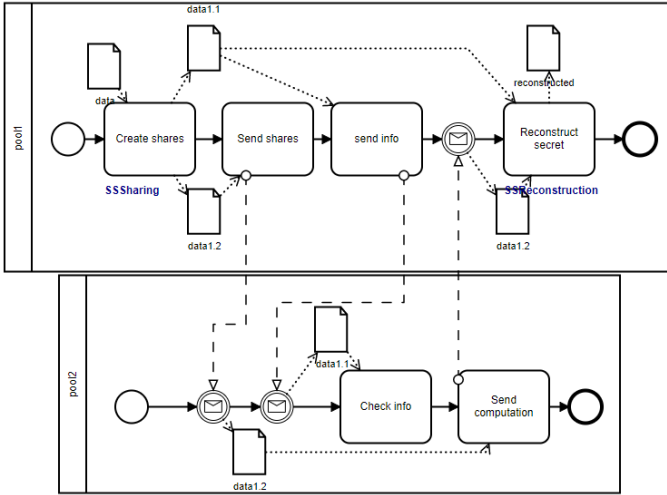 data1.1
data
reconstructed
pool1
Create shares
Send shares
send info
Reconstruct
secret
SSSharing
SSReconstruction
data1.2
data1.2
pool2
data1.1
Check info
Send
computation
data1.2